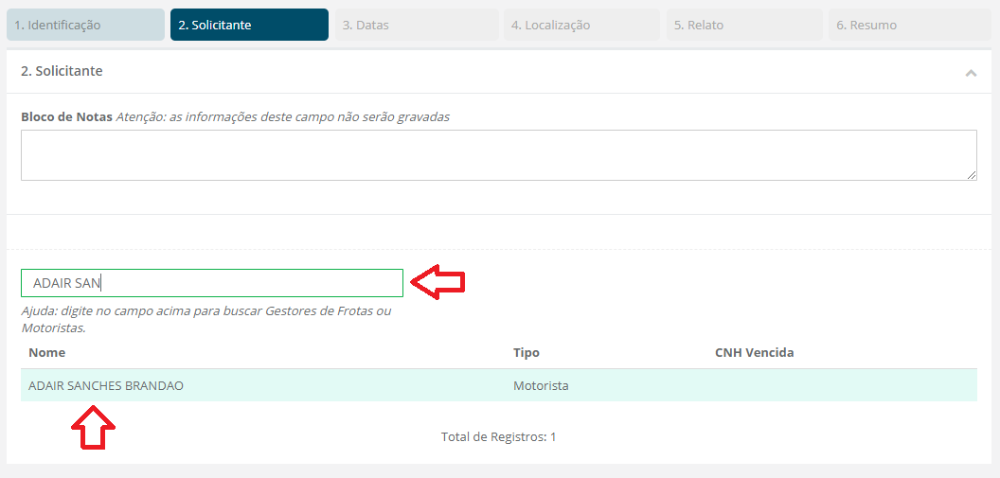 1. Identificação
2. Solicitante
3. Datas
4. Localização
5. Relato
6. Resumo
2. Solicitante
Bloco de Notas Atenção: as informações deste campo não serão gravadas
ADAIR SAN
Ajuda: digite no campo acima para buscar Gestores de Frotas ou
Motoristas.
Nome Tipo CNH Vencida
ADAIR SANCHES BRANDAO Motorista
Total de Registros: 1